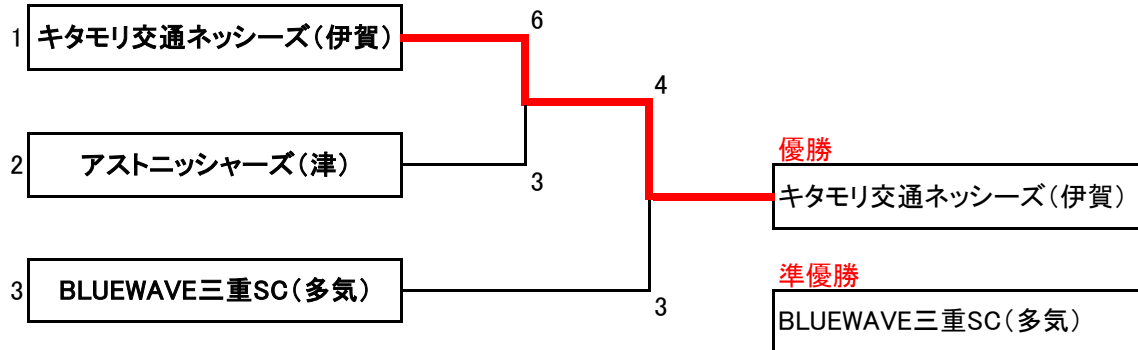 6
1 キタモリ交通ネッシーズ（伊賀）
4
優勝
2 アストニッシャーズ（津）
3
キタモリ交通ネッシーズ（伊賀）
準優勝
3 BLUEWAVE三重SC（多気）
3
BLUEWAVE三重SC（多気）